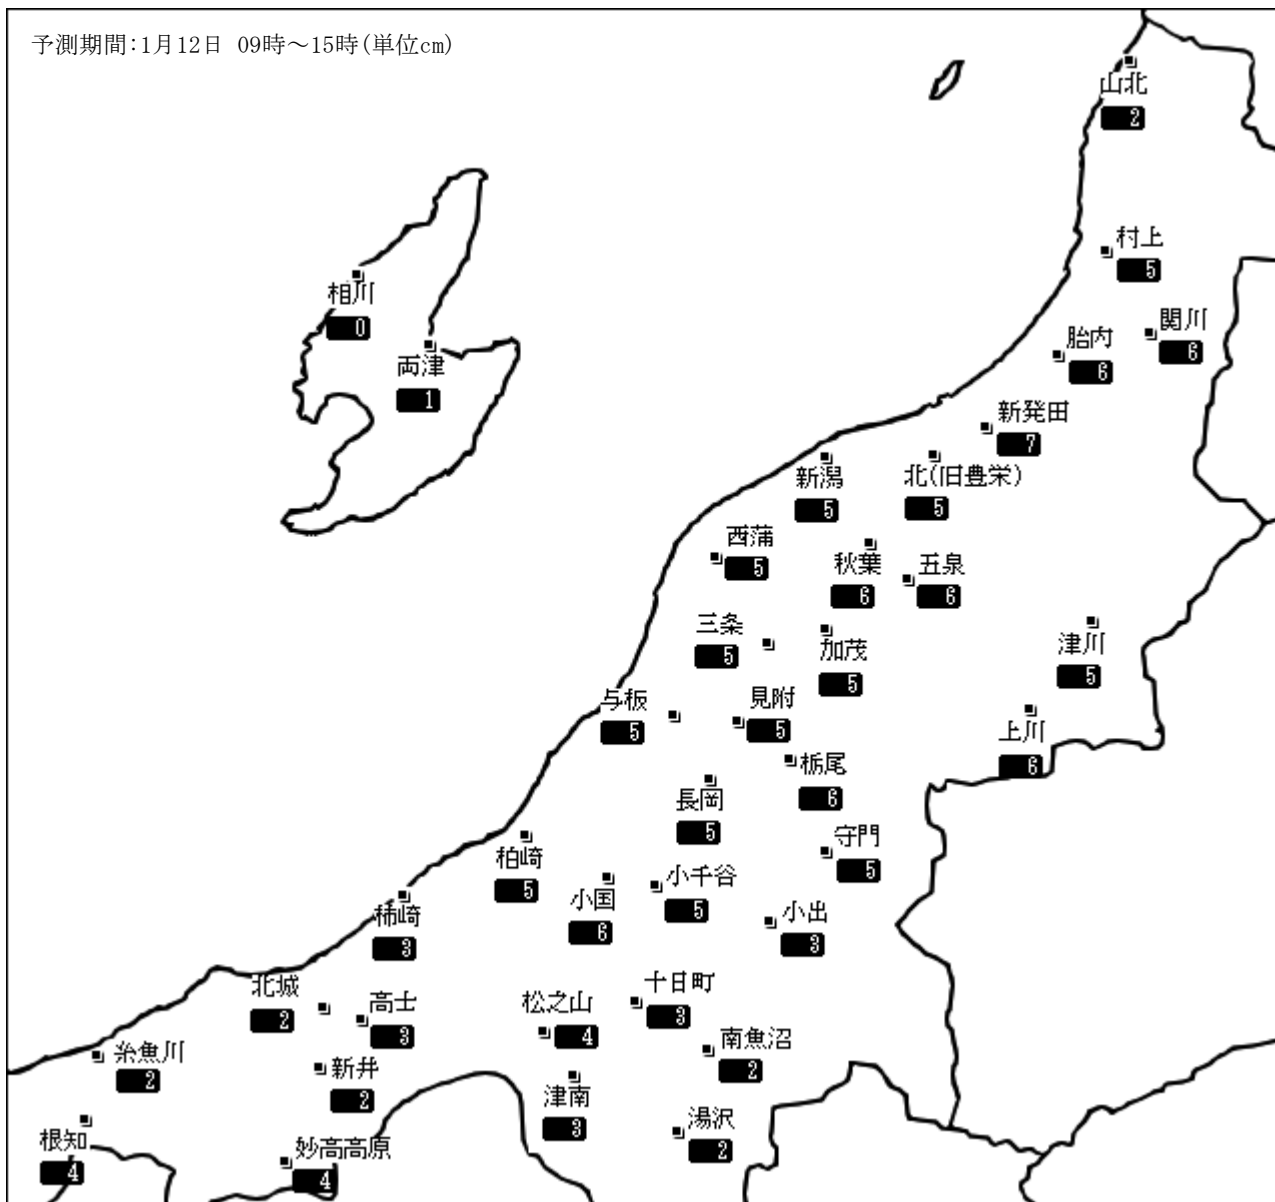 予測期間:1月12日 09時～15時(単位cm)
山北
2
村上
5
相川
0
関川
6
胎内
6
両津
1
新発田
7
新潟
5
北(旧豊栄)
5
西蒲
5
秋葉
6
五泉
6
三条
5
加茂
5
津川
5
与板
5
見附
5
上川
6
栃尾
6
長岡
5
守門
5
柏崎
5
小千谷
5
小国
6
柿崎
3
小出
3
北城
2
高士
3
松之山
4
十日町
3
南魚沼
2
糸魚川
2
新井
2
津南
3
湯沢
2
根知
4
妙高高原
4